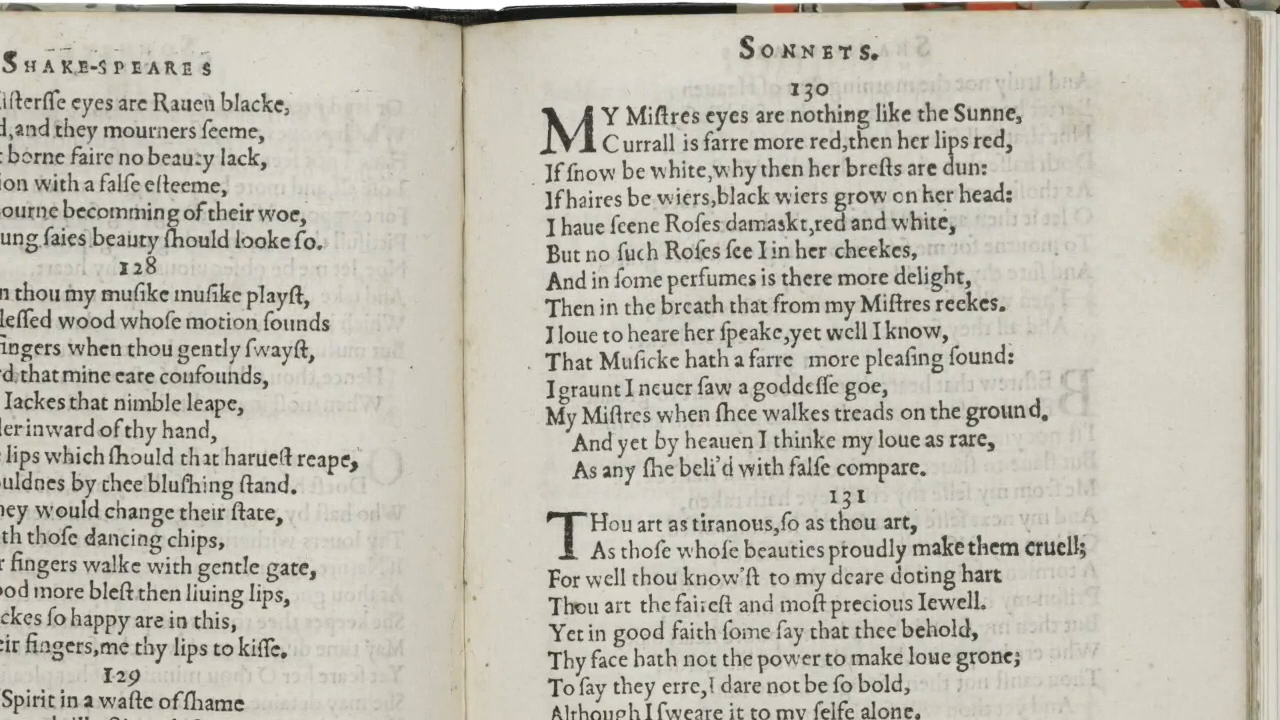 SHAKE-SPEARES
iſterſſe eyes are Rauen blacke,
d,and they mourners ſeeme,
borne faire no beauty lack,
ion with a falſe eſteeme,
ourne becomming of their woe,
ung ſaies beauty ſhould looke ſo.
128
n thou my muſike muſike playſt,
leſſed wood whoſe motion ſounds
fingers when thou gently ſwayſt,
d,that mine eare confounds,
Iackes that nimble leape,
der inward of thy hand,
lips which ſhould that harueſt reape,
ouldnes by thee bluſhing ſtand.
hey would change their ſtate,
th thoſe dancing chips,
r fingers walke with gentle gate,
ood more bleſt then liuing lips,
ckes ſo happy are in this,
eir fingers,me thy lips to kiſſe.
129
Spirit in a waſte of ſhame
SONNETS.
130
MY Miſtres eyes are nothing like the Sunne,
Currall is farre more red,then her lips red,
If ſnow be white,why then her breſts are dun:
If haires be wiers,black wiers grow on her head:
I haue ſeene Roſes damaskt,red and white,
But no ſuch Roſes ſee I in her cheekes,
And in ſome perfumes is there more delight,
Then in the breath that from my Miſtres reekes.
I loue to heare her ſpeake,yet well I know,
That Muſicke hath a farre more pleaſing ſound:
I graunt I neuer ſaw a goddeſſe goe,
My Miſtres when ſhee walkes treads on the ground.
And yet by heauen I thinke my loue as rare,
As any ſhe beli'd with falſe compare.
131
THou art as tiranous,ſo as thou art,
As thoſe whoſe beauties proudly make them cruell;
For well thou know'ſt to my deare doting hart
Thou art the faireſt and moſt precious Iewell.
Yet in good faith ſome ſay that thee behold,
Thy face hath not the power to make loue grone;
To ſay they erre,I dare not be ſo bold,
Although I ſweare it to my ſelfe alone.